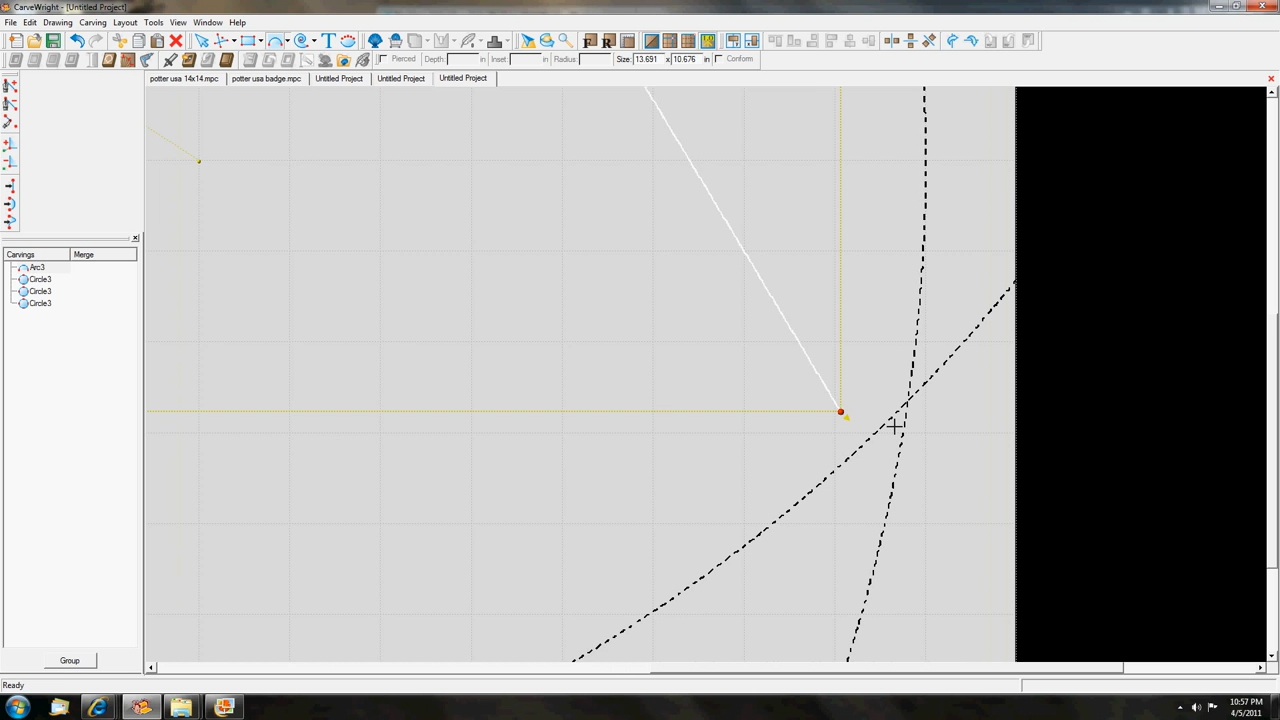 CarveWright - [Untitled Project]
File Edit Drawing Carving Layout Tools View Window Help
Pierced Depth: in Inset: in Radius: in Size: 13.691 x 10.676 in Conform
potter usa 14x14.mpc potter usa badge.mpc Untitled Project Untitled Project Untitled Project
Carvings Merge
Arc3
Circle3
Circle3
Circle3
Group
Ready
10:57 PM
4/5/2011